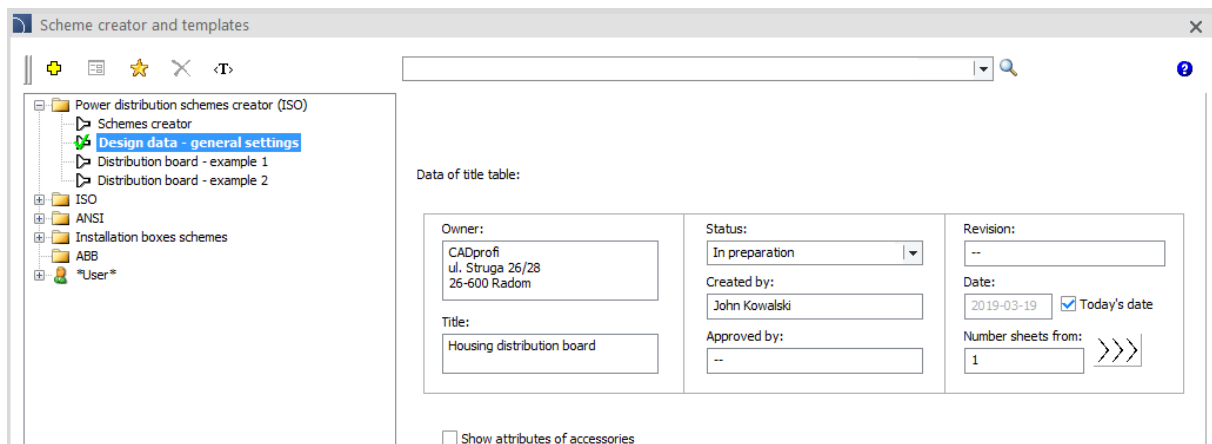 Scheme creator and templates
<T>
Power distribution schemes creator (ISO)
Schemes creator
Design data - general settings
Distribution board - example 1
Distribution board - example 2
ISO
ANSI
Installation boxes schemes
ABB
*User*
Data of title table:
Owner:
CADprofi
ul. Struga 26/28
26-600 Radom
Title:
Housing distribution board
Status:
In preparation
Created by:
John Kowalski
Approved by:
--
Revision:
--
Date:
2019-03-19
Today's date
Number sheets from:
1
Show attributes of accessories